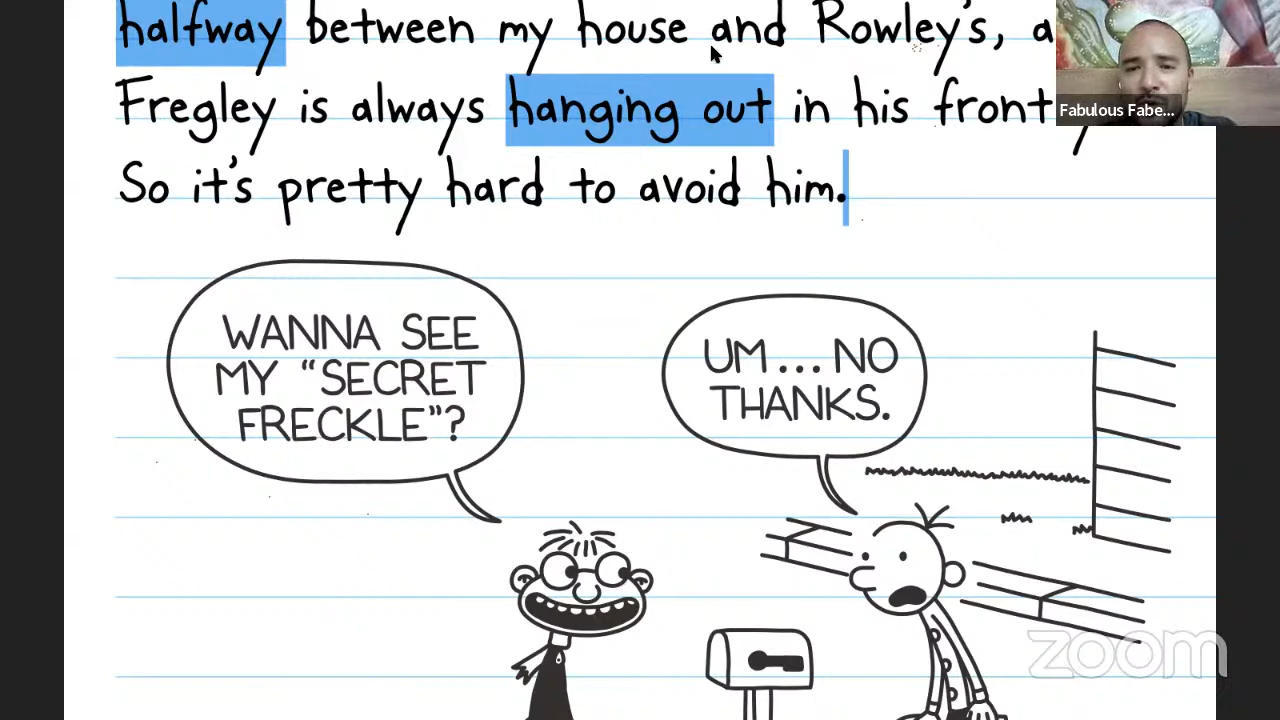 halfway between my house and Rowley's, a
Fregley is always hanging out in his front
So it's pretty hard to avoid him.
WANNA SEE
MY "SECRET
FRECKLE"?
UM... NO
THANKS.
Fabulous Fabe...
zoom